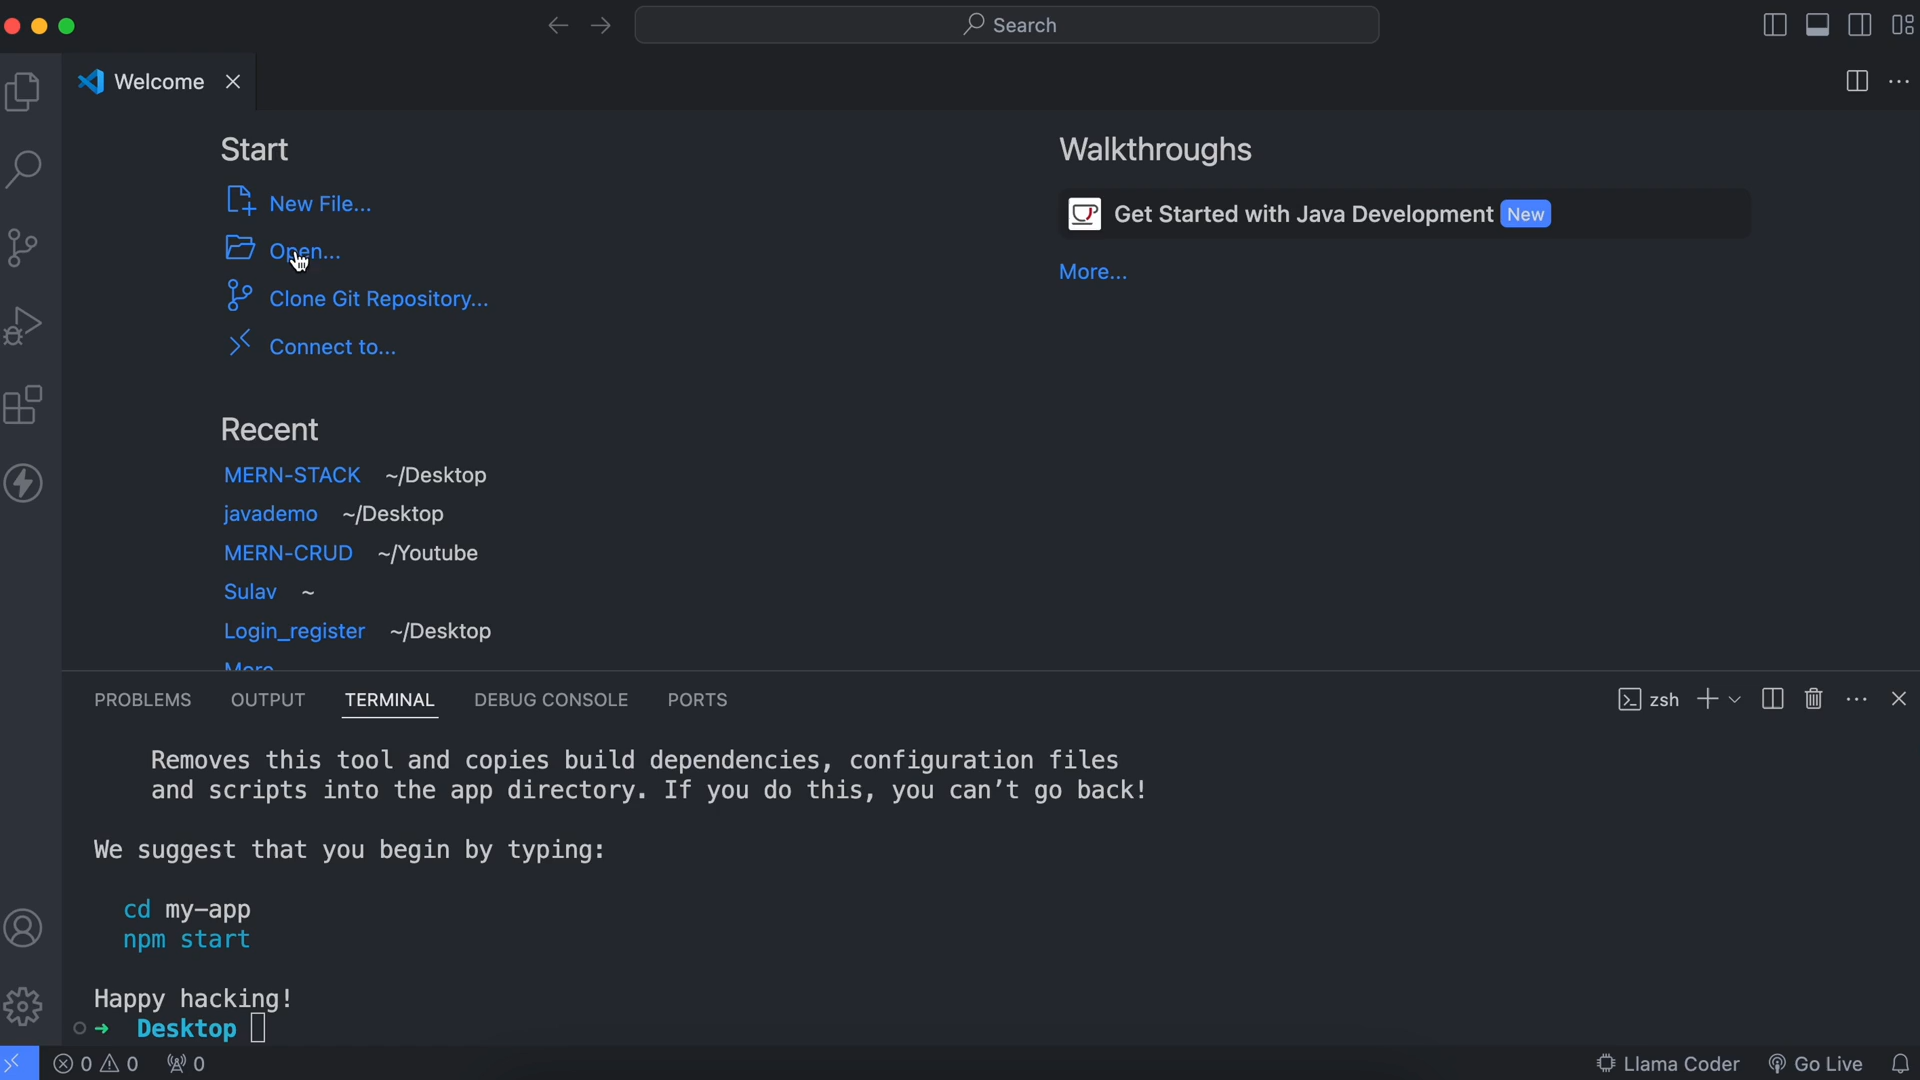 Search
Welcome
Start
Walkthroughs
New File...
Get Started with Java Development New
Open...
More...
Clone Git Repository...
Connect to...
Recent
MERN-STACK ~/Desktop
javademo ~/Desktop
MERN-CRUD ~/Youtube
Sulav ~
Login_register ~/Desktop
More...
PROBLEMS OUTPUT TERMINAL DEBUG CONSOLE PORTS zsh
Removes this tool and copies build dependencies, configuration files
and scripts into the app directory. If you do this, you can’t go back!
We suggest that you begin by typing:
cd my-app
npm start
Happy hacking!
➜ Desktop
0 0 0 Llama Coder Go Live